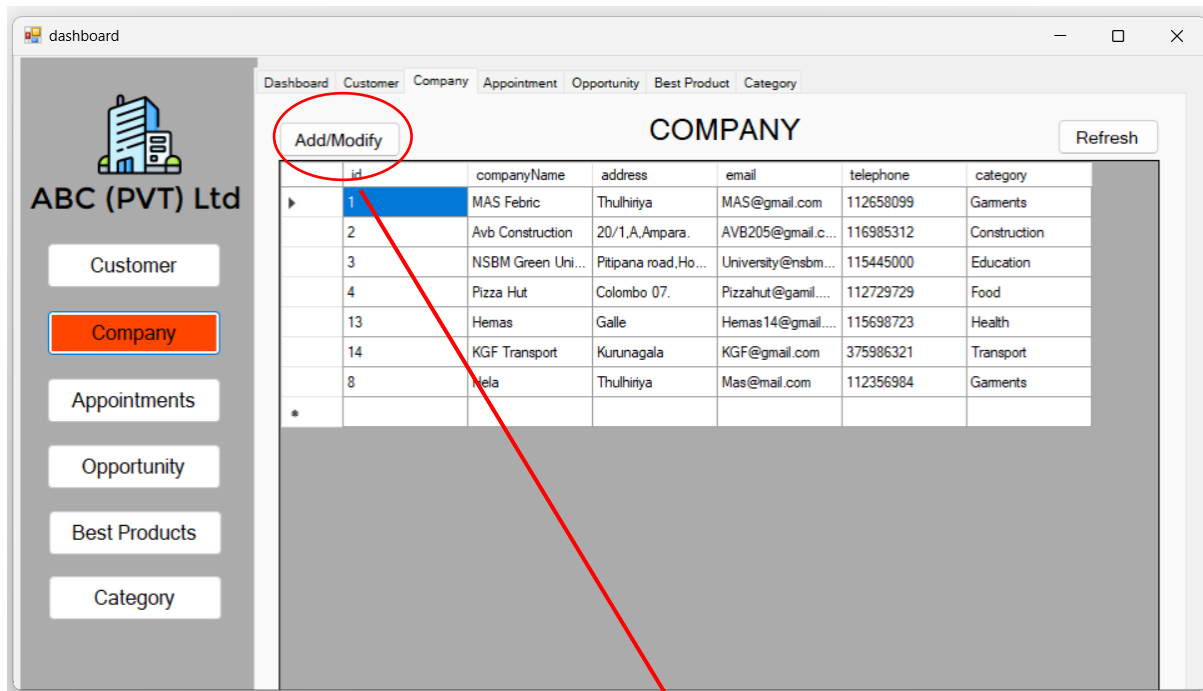 dashboard
Dashboard Customer Company Appointment Opportunity Best Product Category
Add/Modify
COMPANY
Refresh
ABC (PVT) Ltd
Customer
Company
Appointments
Opportunity
Best Products
Category
id companyName address email telephone category
1 MAS Febric Thulhiriya MAS@gmail.com 112658099 Garments
2 Avb Construction 20/1,A,Ampara. AVB205@gmail.c... 116985312 Construction
3 NSBM Green Uni... Pitipana road,Ho... University@nsbm... 115445000 Education
4 Pizza Hut Colombo 07. Pizzahut@gamil.... 112729729 Food
13 Hemas Galle Hemas14@gmail.... 115698723 Health
14 KGF Transport Kurunagala KGF@gmail.com 375986321 Transport
8 Hela Thulhiriya Mas@mail.com 112356984 Garments